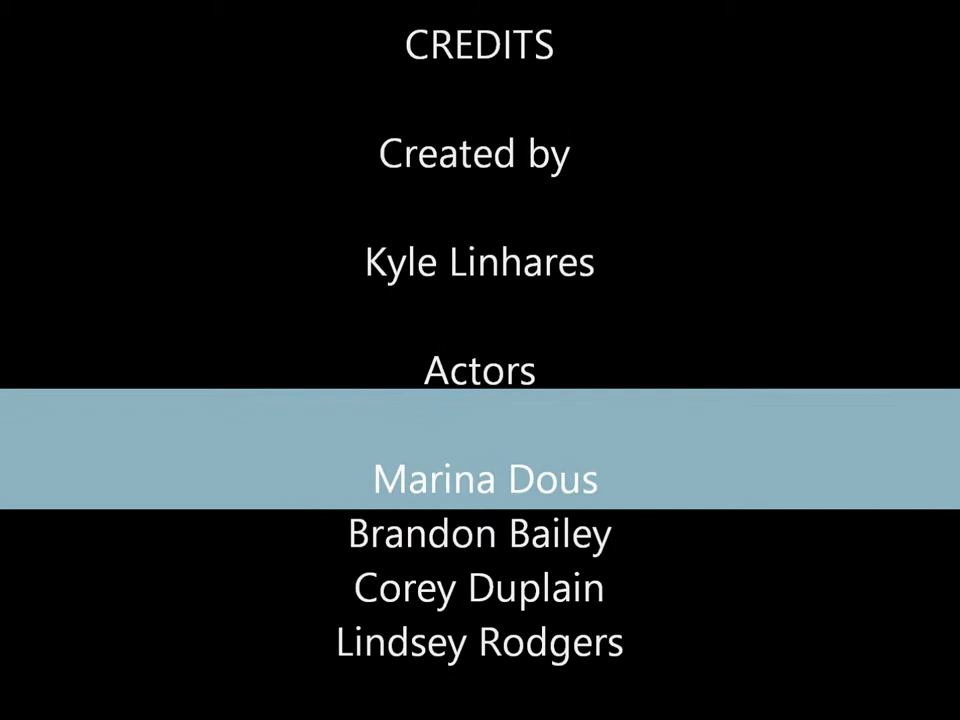 CREDITS
Created by
Kyle Linhares
Actors
Marina Dous
Brandon Bailey
Corey Duplain
Lindsey Rodgers